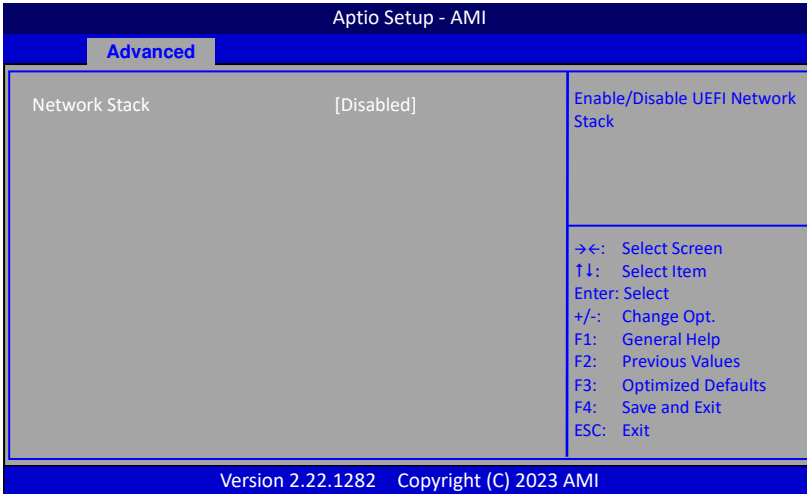 Aptio Setup - AMI
Advanced
Network Stack [Disabled]
Enable/Disable UEFI Network
Stack
→←: Select Screen
↑↓: Select Item
Enter: Select
+/-: Change Opt.
F1: General Help
F2: Previous Values
F3: Optimized Defaults
F4: Save and Exit
ESC: Exit
Version 2.22.1282 Copyright (C) 2023 AMI